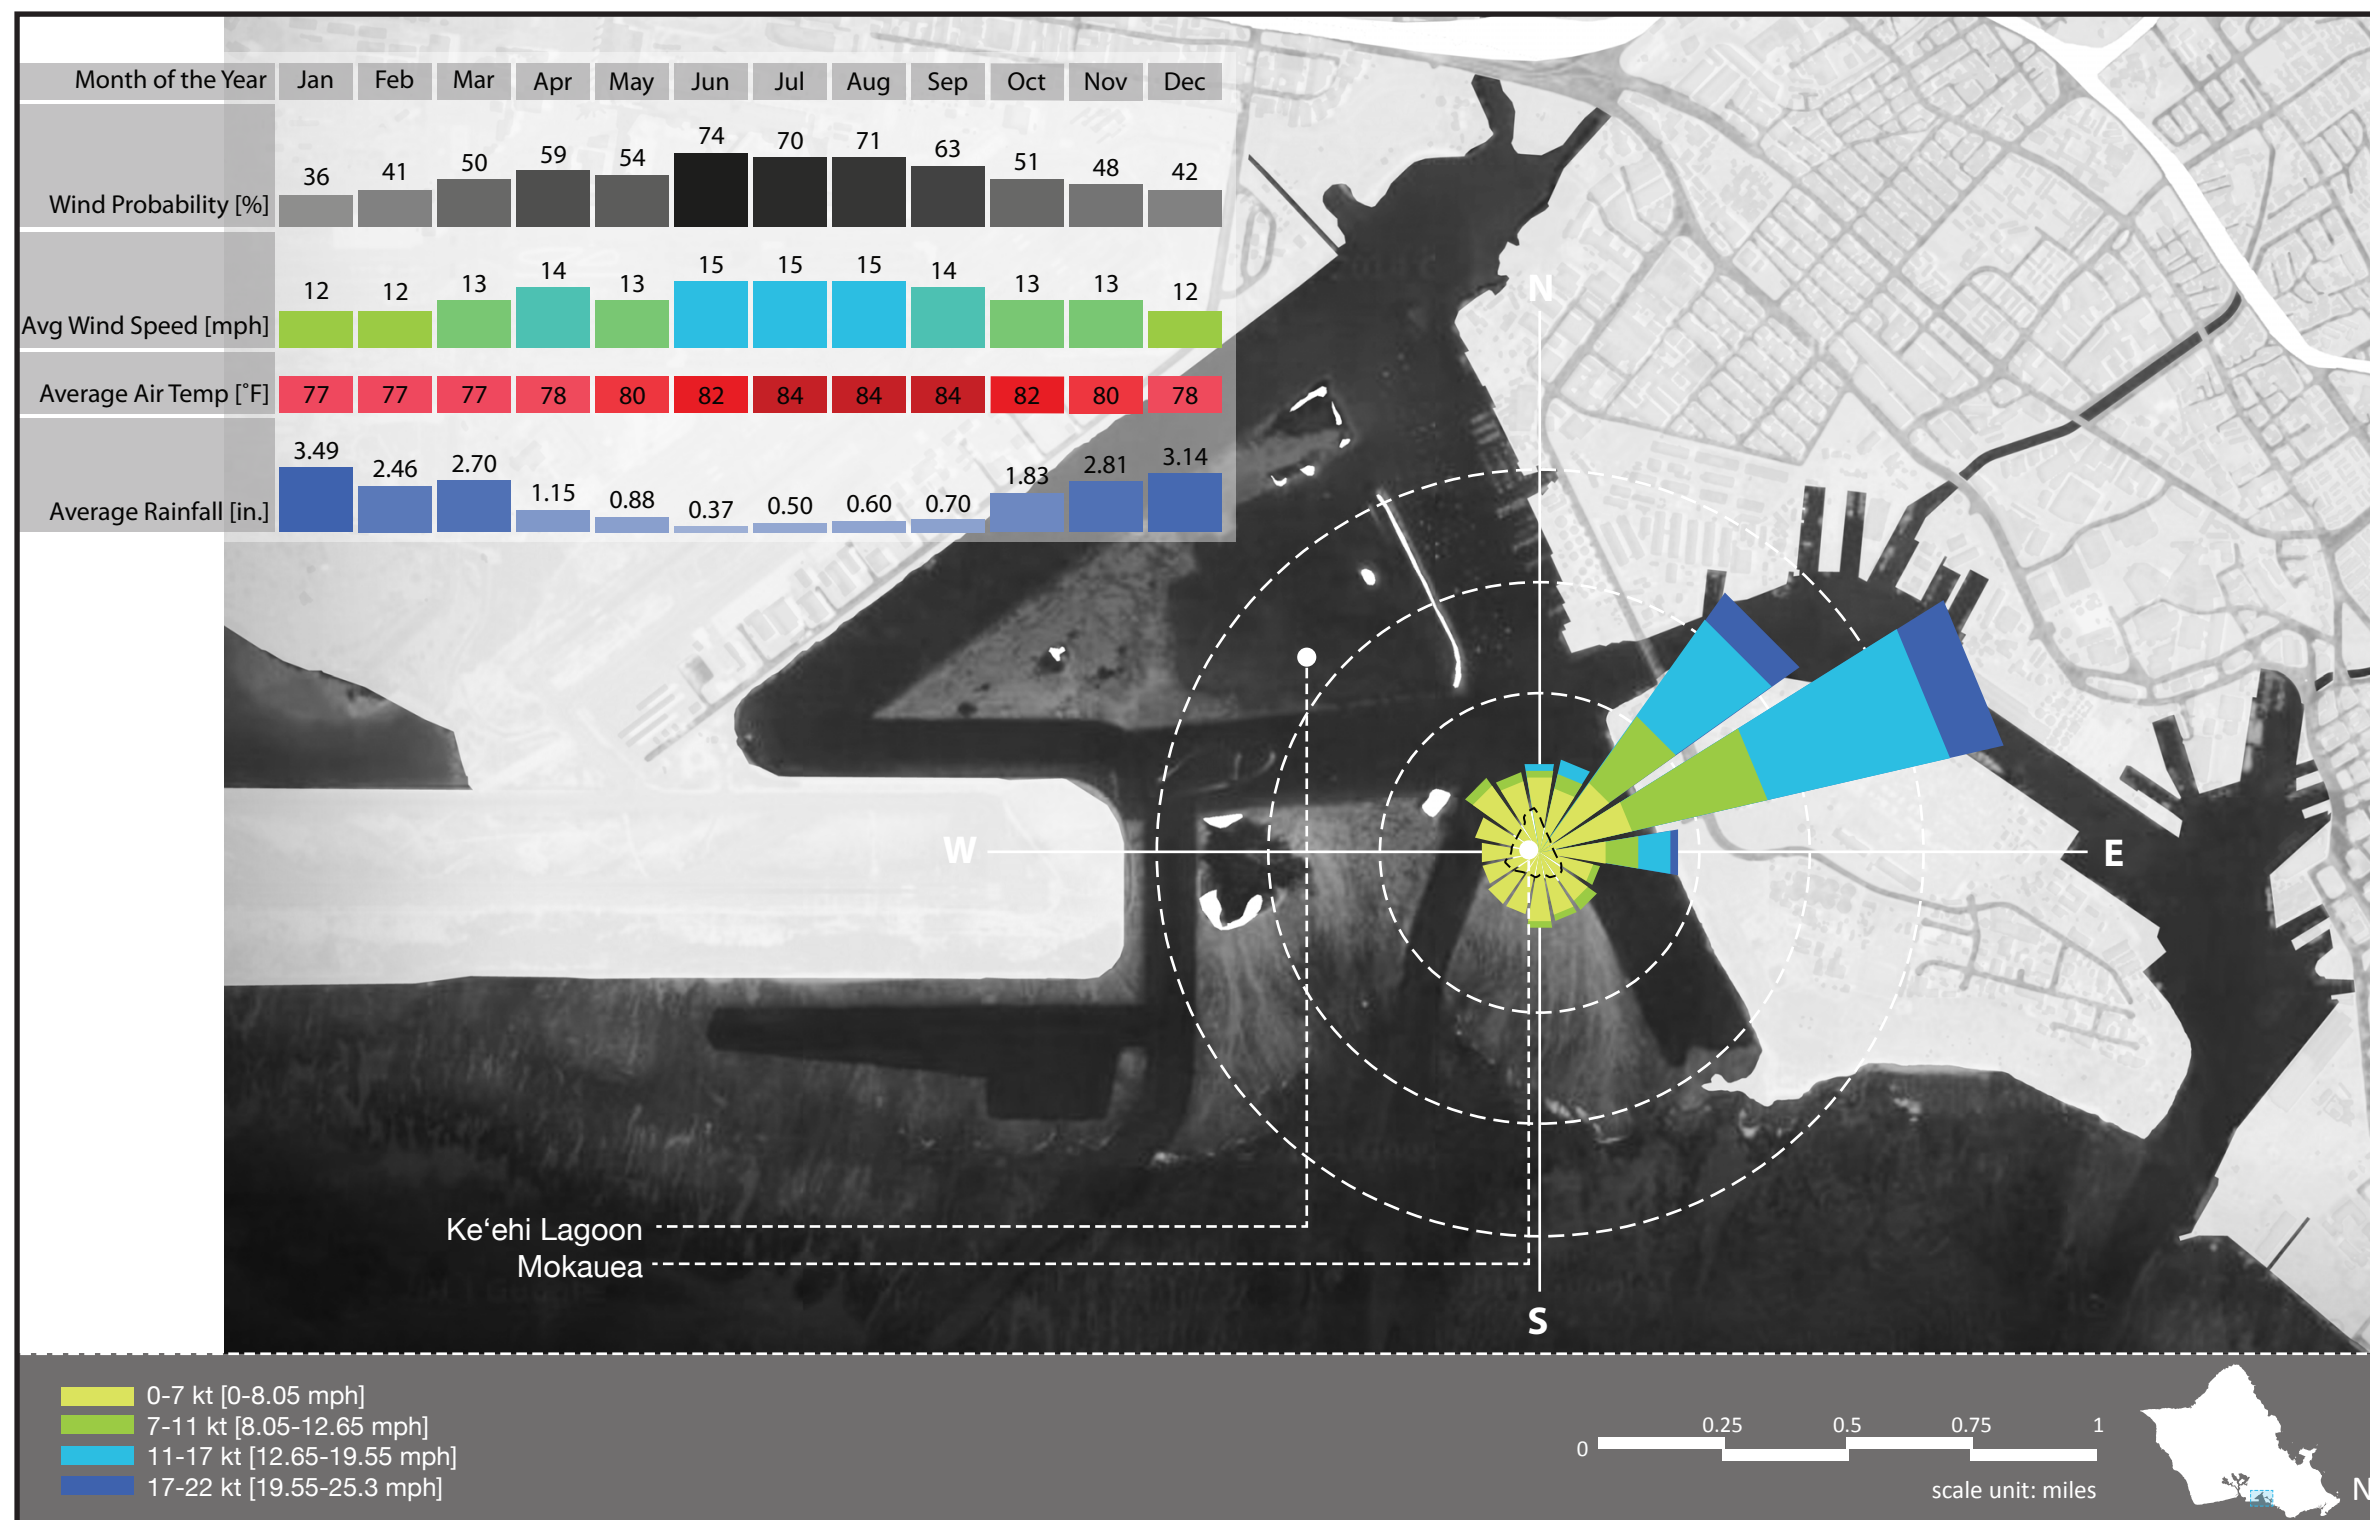 Month of the Year Jan Feb Mar Apr May Jun Jul Aug Sep Oct Nov Dec
Wind Probability [%] 36 41 50 59 54 74 70 71 63 51 48 42
Avg Wind Speed [mph] 12 12 13 14 13 15 15 15 14 13 13 12
Average Air Temp [˚F] 77 77 77 78 80 82 84 84 84 82 80 78
Average Rainfall [in.] 3.49 2.46 2.70 1.15 0.88 0.37 0.50 0.60 0.70 1.83 2.81 3.14
N
W
E
S
Keʻehi Lagoon
Mokauea
0-7 kt [0-8.05 mph]
7-11 kt [8.05-12.65 mph]
11-17 kt [12.65-19.55 mph]
17-22 kt [19.55-25.3 mph]
0 0.25 0.5 0.75 1
scale unit: miles
N